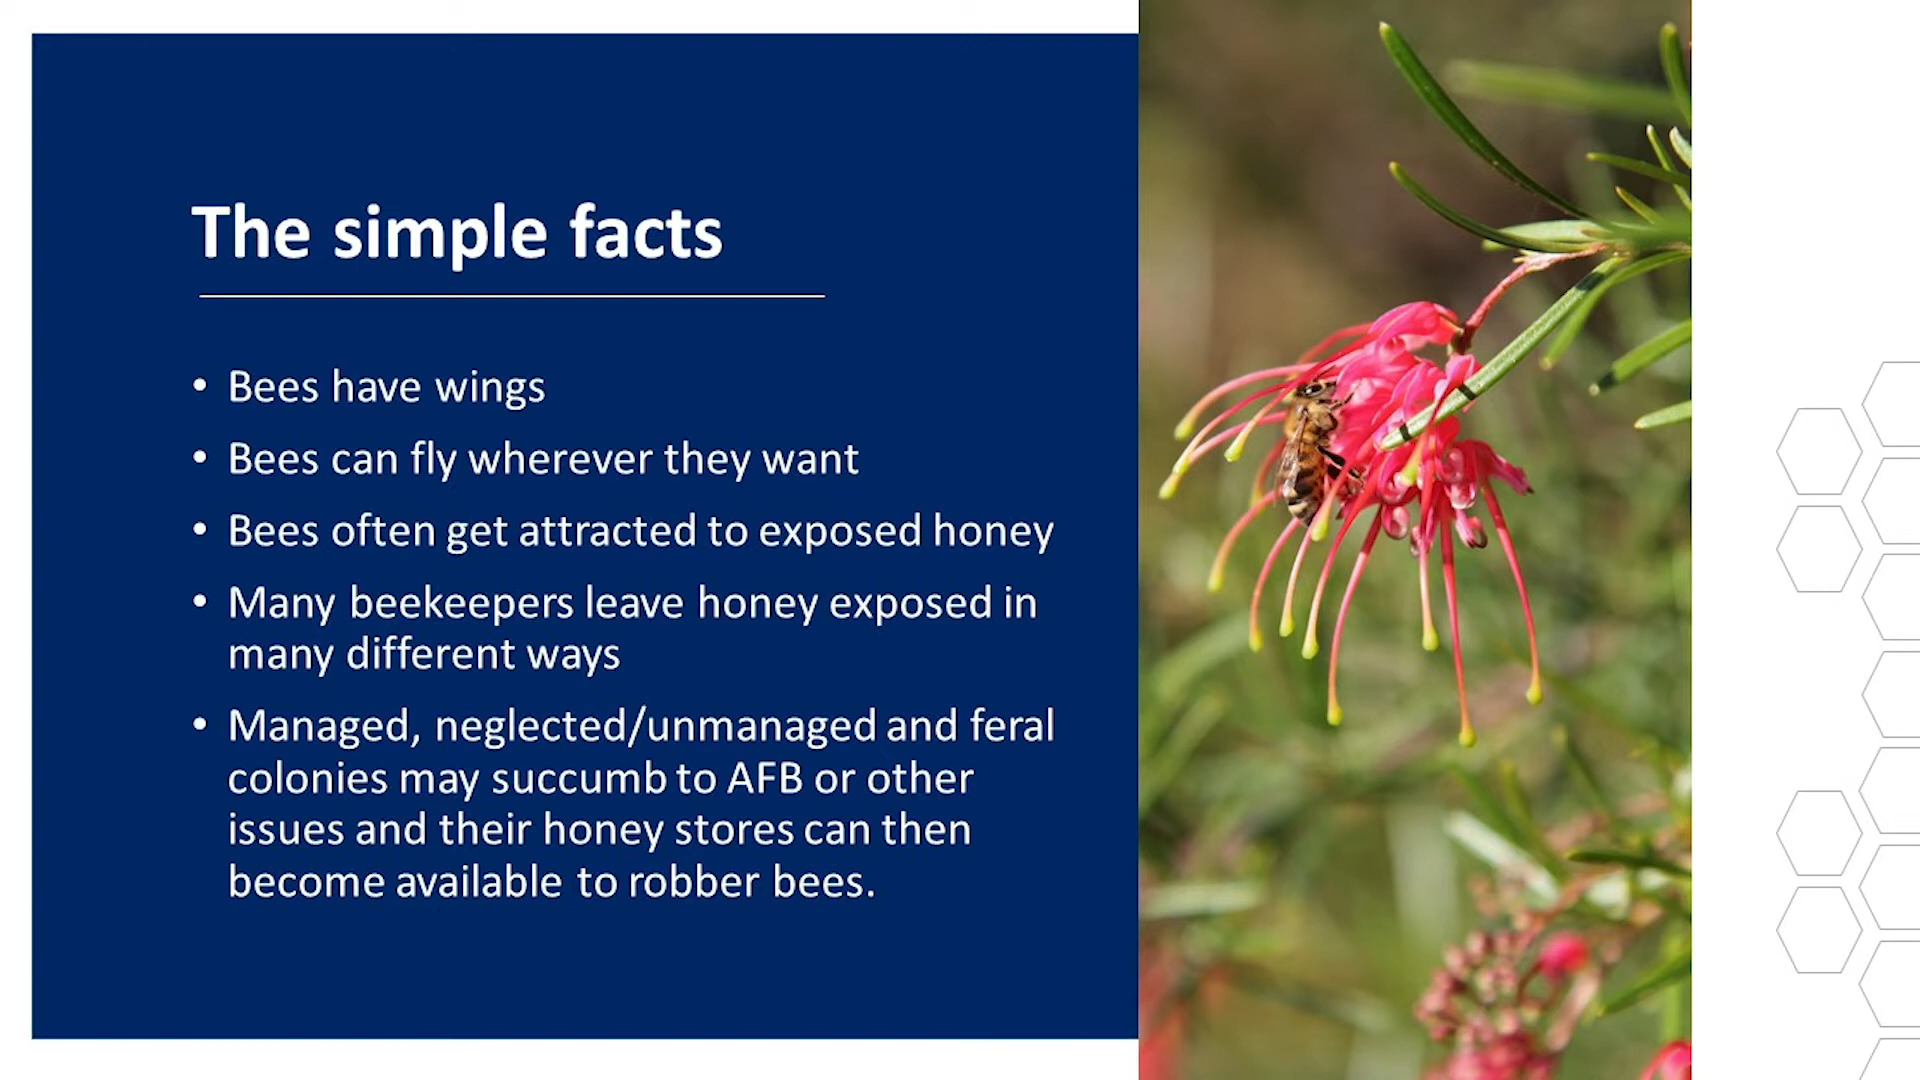 The simple facts
• Bees have wings
• Bees can fly wherever they want
• Bees often get attracted to exposed honey
• Many beekeepers leave honey exposed in
many different ways
• Managed, neglected/unmanaged and feral
colonies may succumb to AFB or other
issues and their honey stores can then
become available to robber bees.